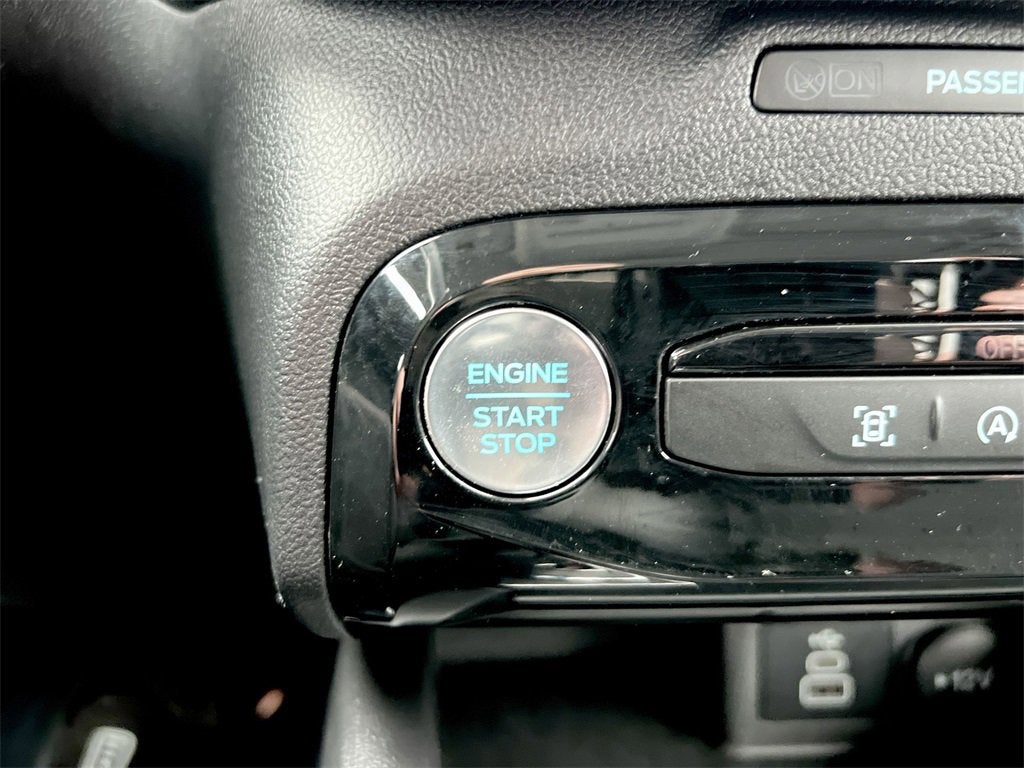 ON PASSE
ENGINE
START
STOP
OFF
A
12V